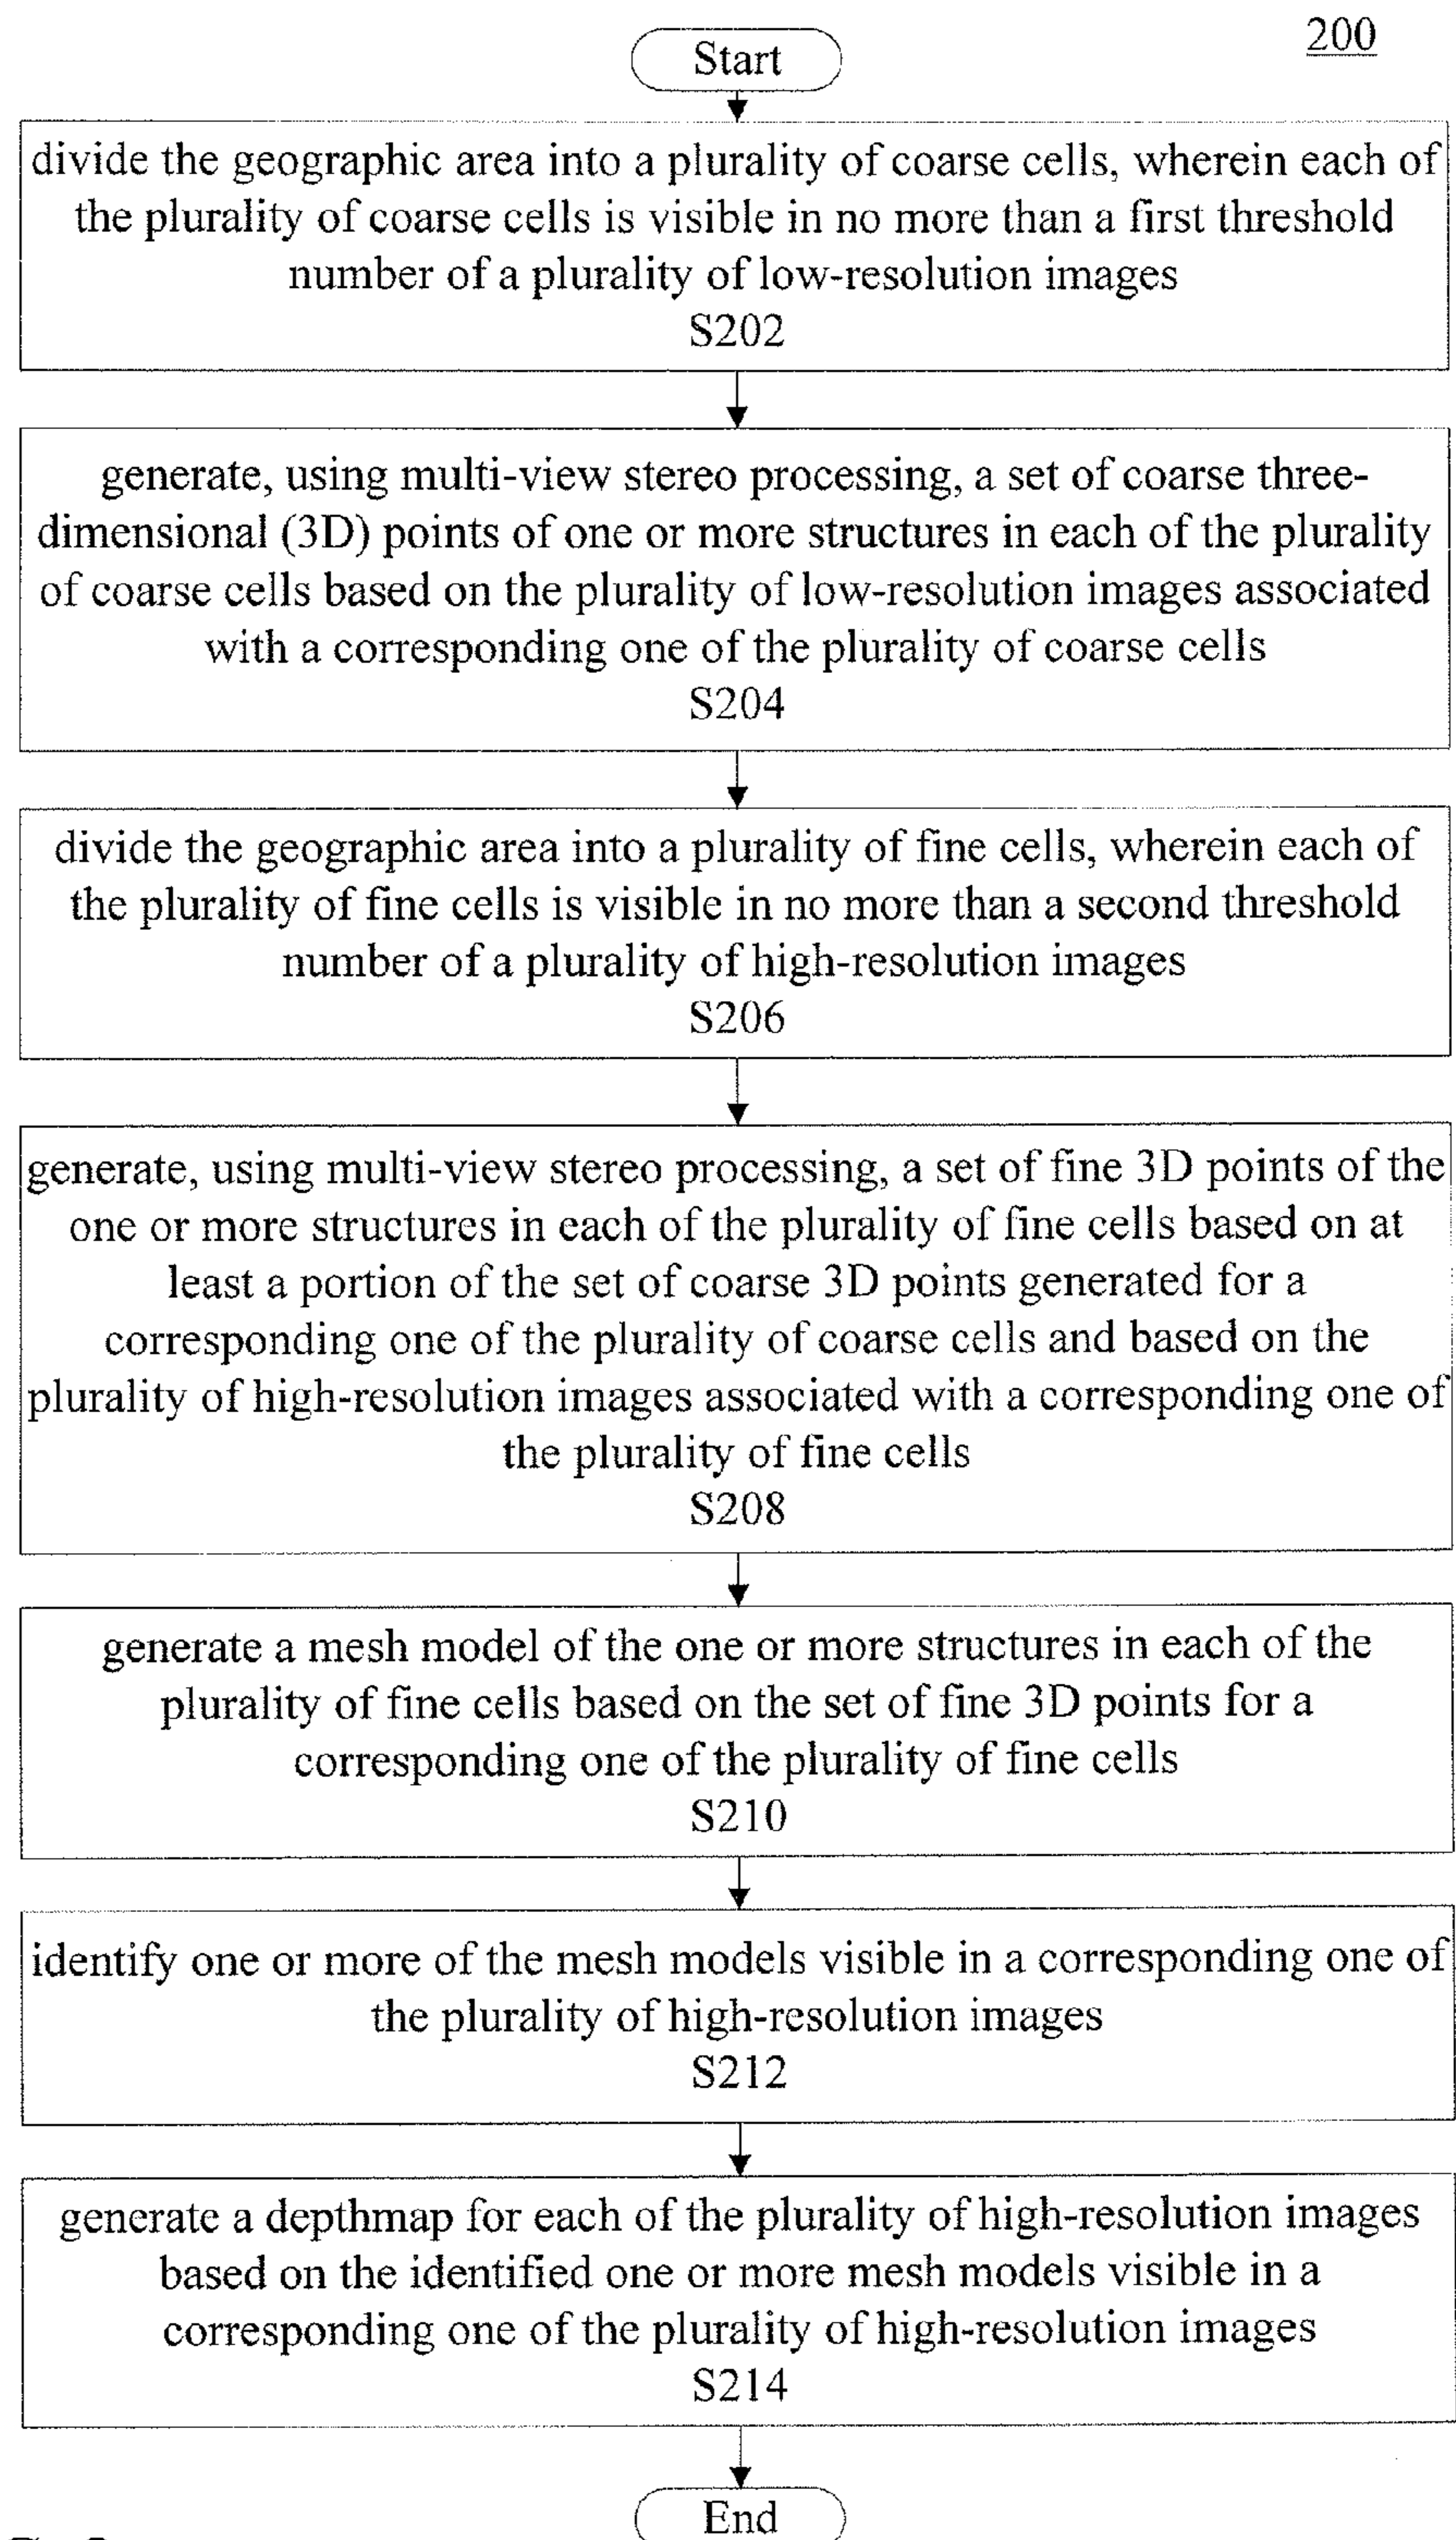 200
Start
divide the geographic area into a plurality of coarse cells, wherein each of
the plurality of coarse cells is visible in no more than a first threshold
number of a plurality of low-resolution images
S202
generate, using multi-view stereo processing, a set of coarse three-
dimensional (3D) points of one or more structures in each of the plurality
of coarse cells based on the plurality of low-resolution images associated
with a corresponding one of the plurality of coarse cells
S204
divide the geographic area into a plurality of fine cells, wherein each of
the plurality of fine cells is visible in no more than a second threshold
number of a plurality of high-resolution images
S206
generate, using multi-view stereo processing, a set of fine 3D points of the
one or more structures in each of the plurality of fine cells based on at
least a portion of the set of coarse 3D points generated for a
corresponding one of the plurality of coarse cells and based on the
plurality of high-resolution images associated with a corresponding one of
the plurality of fine cells
S208
generate a mesh model of the one or more structures in each of the
plurality of fine cells based on the set of fine 3D points for a
corresponding one of the plurality of fine cells
S210
identify one or more of the mesh models visible in a corresponding one of
the plurality of high-resolution images
S212
generate a depthmap for each of the plurality of high-resolution images
based on the identified one or more mesh models visible in a
corresponding one of the plurality of high-resolution images
S214
End